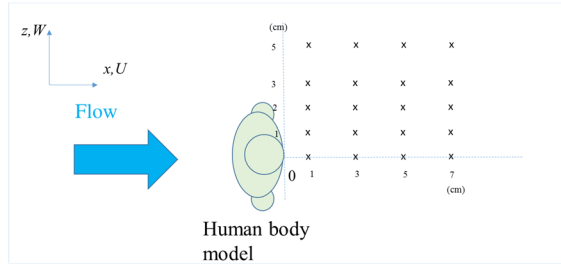 z,W
x,U
Flow
(cm)
5 x x x x
3 x x x x
2 x x x x
1 x x x x
x x x x
0 1 3 5 7
(cm)
Human body
model